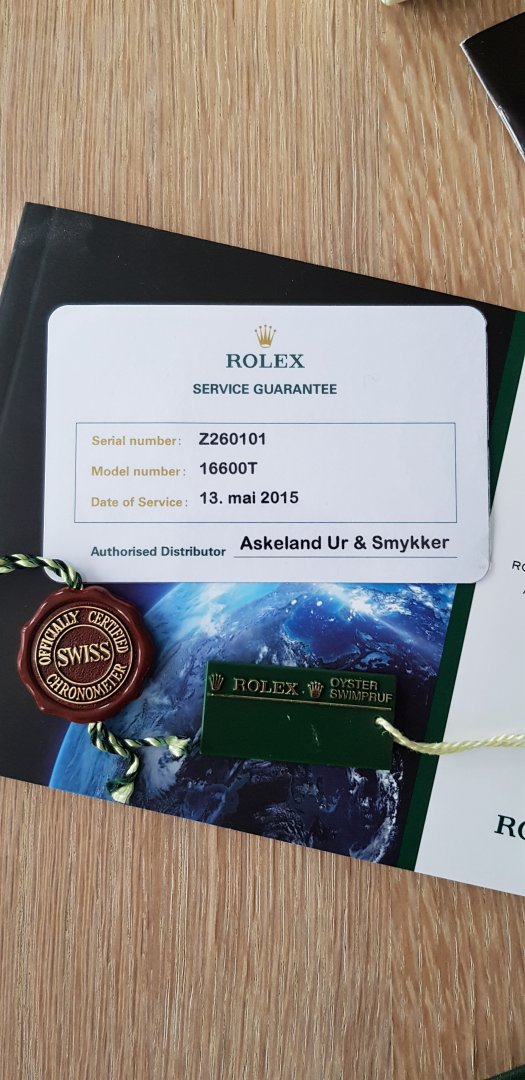 ROLEX
SERVICE GUARANTEE
Serial number: Z260101
Model number: 16600T
Date of Service: 13. mai 2015
Authorised Distributor Askeland Ur & Smykker
OFFICIALLY CERTIFIED
SWISS
CHRONOMETER
ROLEX OYSTER
SWIMPRUF